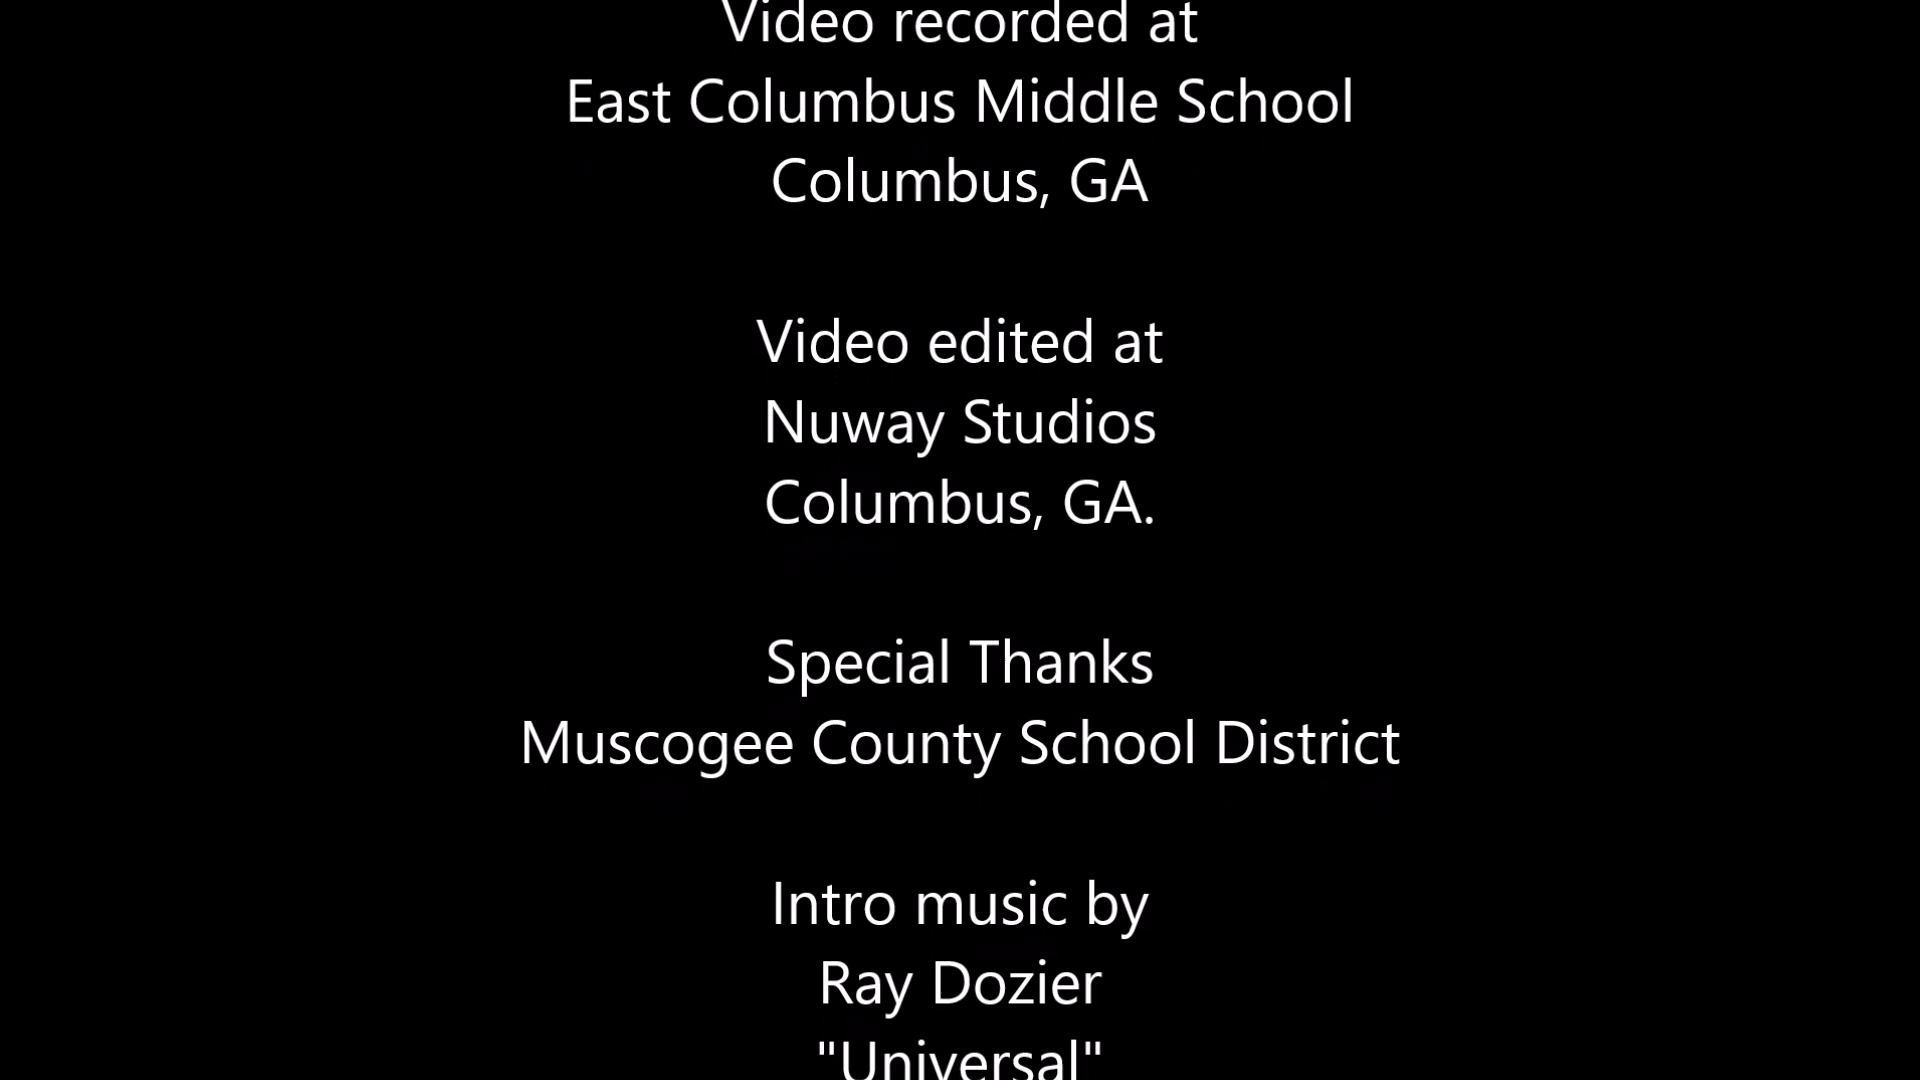 Video recorded at
East Columbus Middle School
Columbus, GA
Video edited at
Nuway Studios
Columbus, GA.
Special Thanks
Muscogee County School District
Intro music by
Ray Dozier
"Universal"